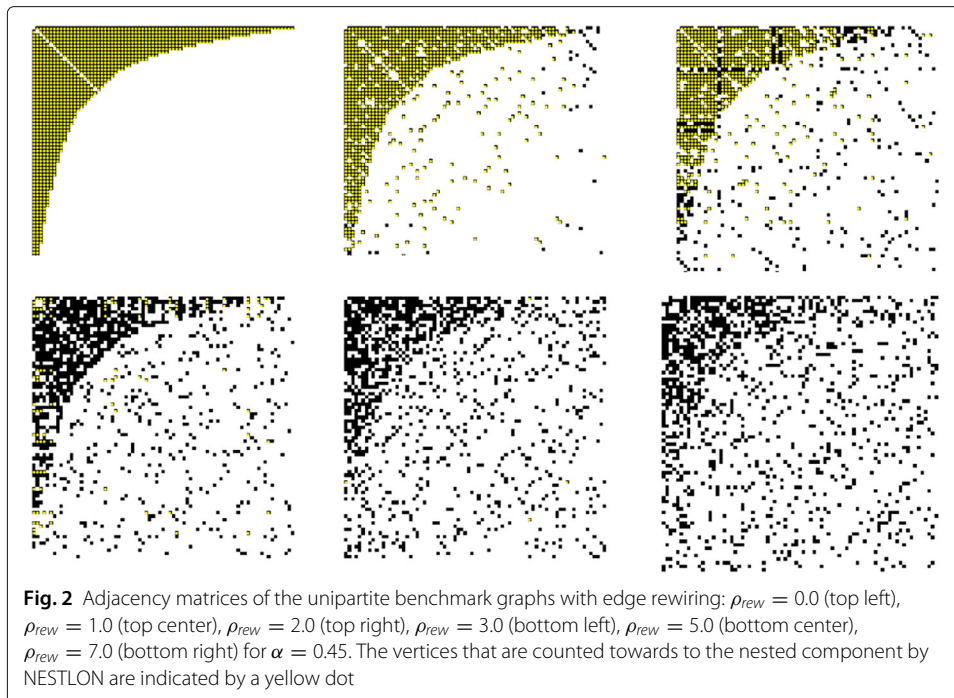 Fig. 2 Adjacency matrices of the unipartite benchmark graphs with edge rewiring: ρrew = 0.0 (top left),
ρrew = 1.0 (top center), ρrew = 2.0 (top right), ρrew = 3.0 (bottom left), ρrew = 5.0 (bottom center),
ρrew = 7.0 (bottom right) for α = 0.45. The vertices that are counted towards to the nested component by
NESTLON are indicated by a yellow dot